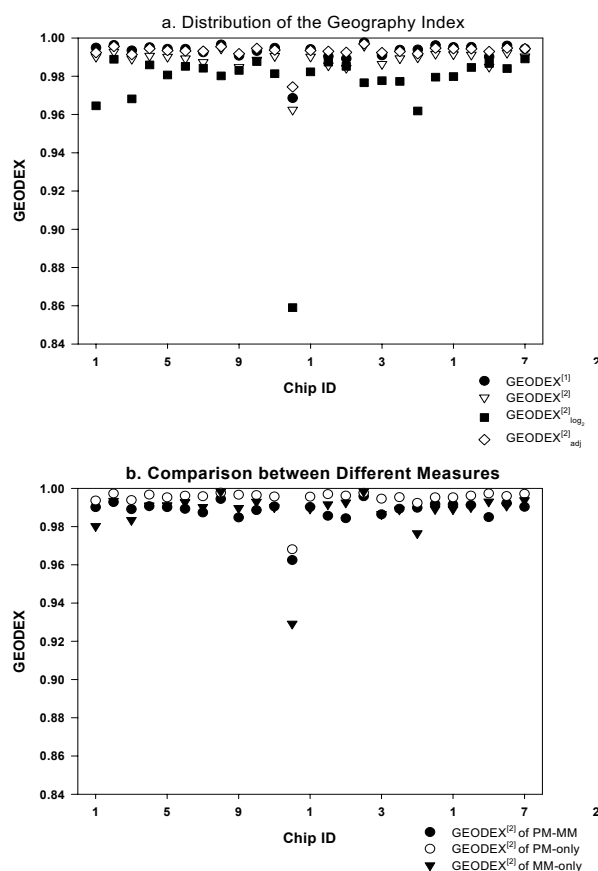 a. Distribution of the Geography Index
1.00
0.98
0.96
0.94
0.92
0.90
0.88
0.86
0.84
GEODEX
1 5 9 1 3 1 7 2
Chip ID
GEODEX[1]
GEODEX[2]
GEODEX[2]log2
GEODEX[2]adj
b. Comparison between Different Measures
1.00
0.98
0.96
0.94
0.92
0.90
0.88
0.86
0.84
GEODEX
1 5 9 1 3 1 7 2
Chip ID
GEODEX[2] of PM-MM
GEODEX[2] of PM-only
GEODEX[2] of MM-only